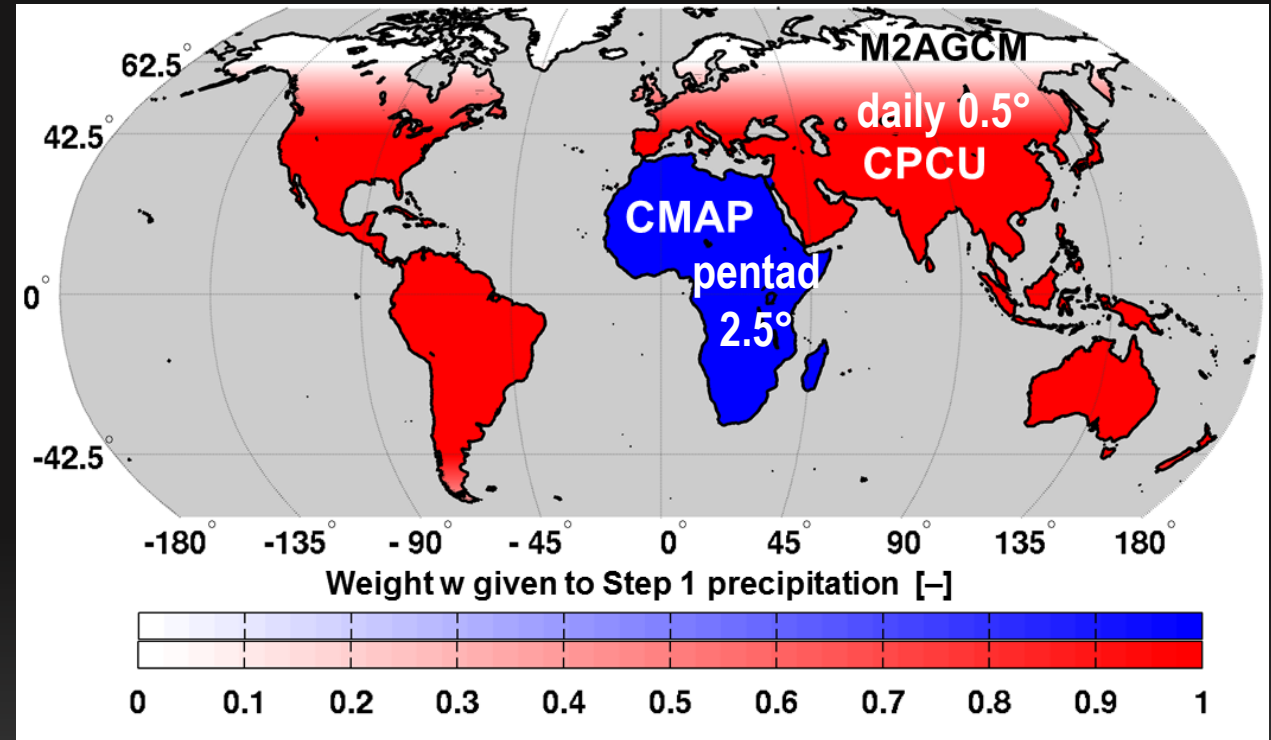 M2AGCM
62.5°
daily 0.5°
42.5°
CPCU
CMAP
pentad
0°
2.5°
-42.5°
-180° -135° - 90° - 45° 0° 45° 90° 135° 180°
Weight w given to Step 1 precipitation [–]
0 0.1 0.2 0.3 0.4 0.5 0.6 0.7 0.8 0.9 1